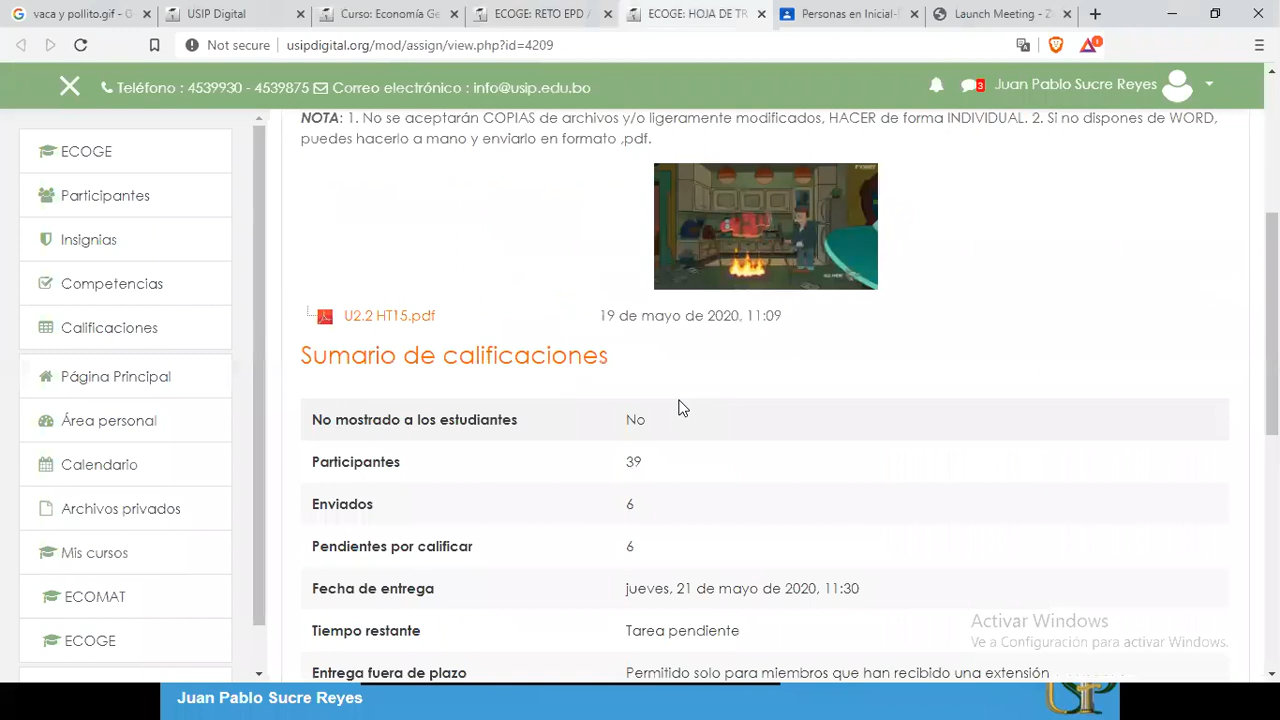 vaca y pollito.gif - G
USIP Digital
Curso: Economía Ge
ECOGE: RETO EPD /
ECOGE: HOJA DE TR
Personas en Inicial-f
Launch Meeting - Z
Not secure
usipdigital.org/mod/assign/view.php?id=4209
Teléfono : 4539930 - 4539875 Correo electrónico : info@usip.edu.bo
3
Juan Pablo Sucre Reyes
ECOGE
Participantes
Insignias
Competencias
Calificaciones
Página Principal
Área personal
Calendario
Archivos privados
Mis cursos
ECOMAT
ECOGE
NOTA: 1. No se aceptarán COPIAS de archivos y/o ligeramente modificados, HACER de forma INDIVIDUAL. 2. Si no dispones de WORD,
puedes hacerlo a mano y enviarlo en formato ,pdf.
U2.2 HT15.pdf 19 de mayo de 2020, 11:09
Sumario de calificaciones
No mostrado a los estudiantes No
Participantes 39
Enviados 6
Pendientes por calificar 6
Fecha de entrega jueves, 21 de mayo de 2020, 11:30
Tiempo restante Tarea pendiente
Entrega fuera de plazo Permitido solo para miembros que han recibido una extensión
Activar Windows
Ve a Configuración para activar Windows.
Juan Pablo Sucre Reyes